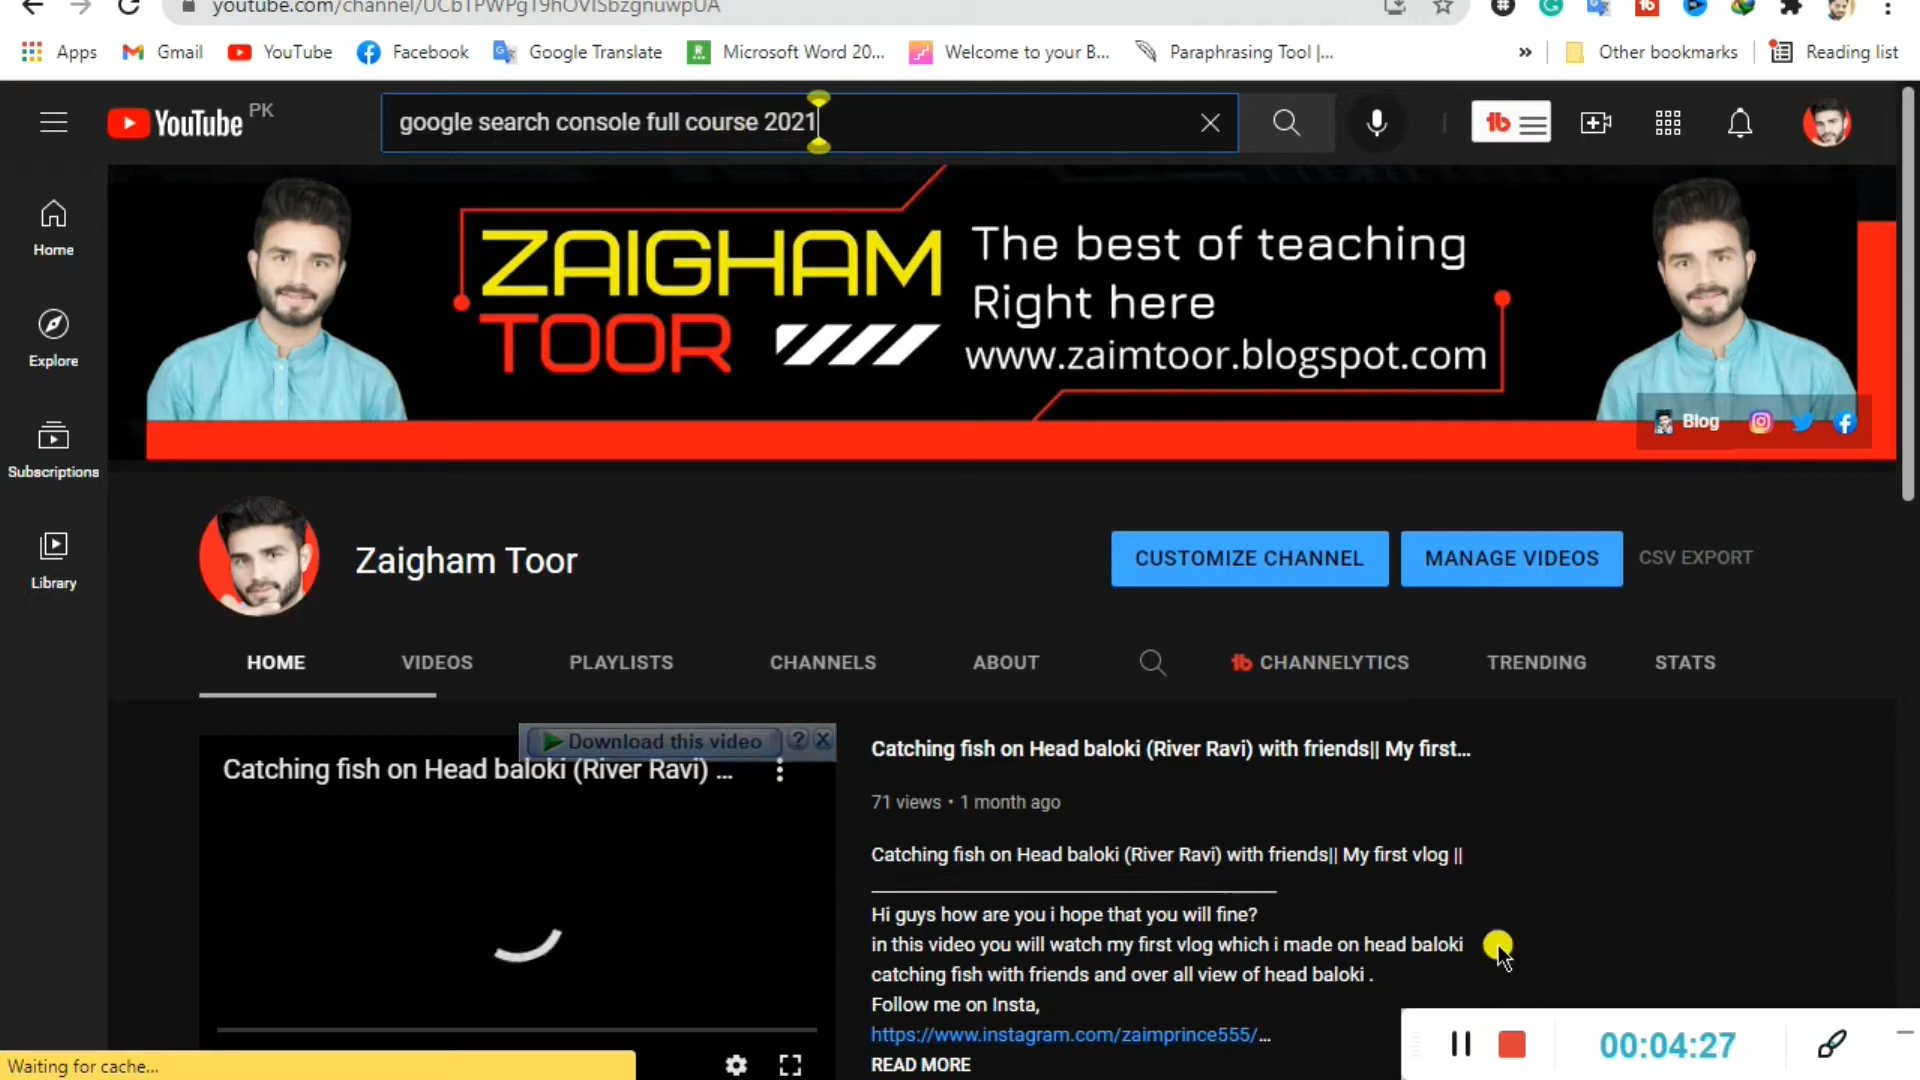 youtube.com/channel/UCbTPWPgT9hOVISbzgnuwpUA
Apps
Gmail
YouTube
Facebook
Google Translate
Microsoft Word 20...
Welcome to your B...
Paraphrasing Tool |...
»
Other bookmarks
Reading list
YouTube PK
google search console full course 2021
Home
Explore
Subscriptions
Library
ZAIGHAM
TOOR
The best of teaching
Right here
www.zaimtoor.blogspot.com
Blog
Zaigham Toor
CUSTOMIZE CHANNEL
MANAGE VIDEOS
CSV EXPORT
HOME
VIDEOS
PLAYLISTS
CHANNELS
ABOUT
CHANNELYTICS
TRENDING
STATS
Download this video
Catching fish on Head baloki (River Ravi) ...
Catching fish on Head baloki (River Ravi) with friends|| My first...
71 views • 1 month ago
Catching fish on Head baloki (River Ravi) with friends|| My first vlog ||
Hi guys how are you i hope that you will fine?
in this video you will watch my first vlog which i made on head baloki
catching fish with friends and over all view of head baloki .
Follow me on Insta,
https://www.instagram.com/zaimprince555/...
READ MORE
Waiting for cache...
00:04:27